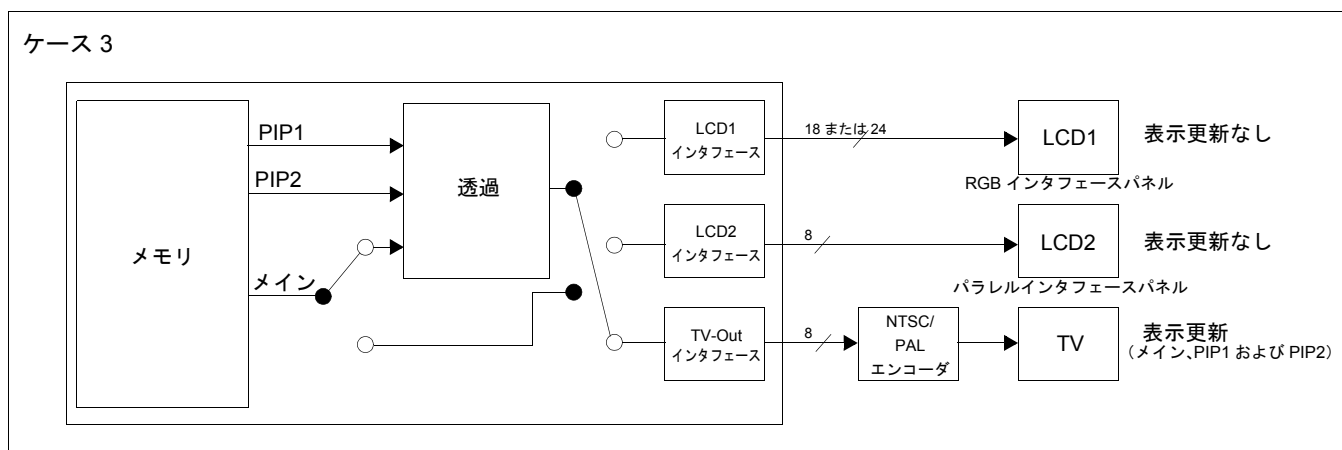 ケース 3
メモリ
PIP1
PIP2
メイン
透過
LCD1
インタフェース
18 または 24
LCD1
表示更新なし
RGB インタフェースパネル
LCD2
インタフェース
8
LCD2
表示更新なし
パラレルインタフェースパネル
TV-Out
インタフェース
8
NTSC/
PAL
エンコーダ
TV
表示更新
（メイン、PIP1 および PIP2）